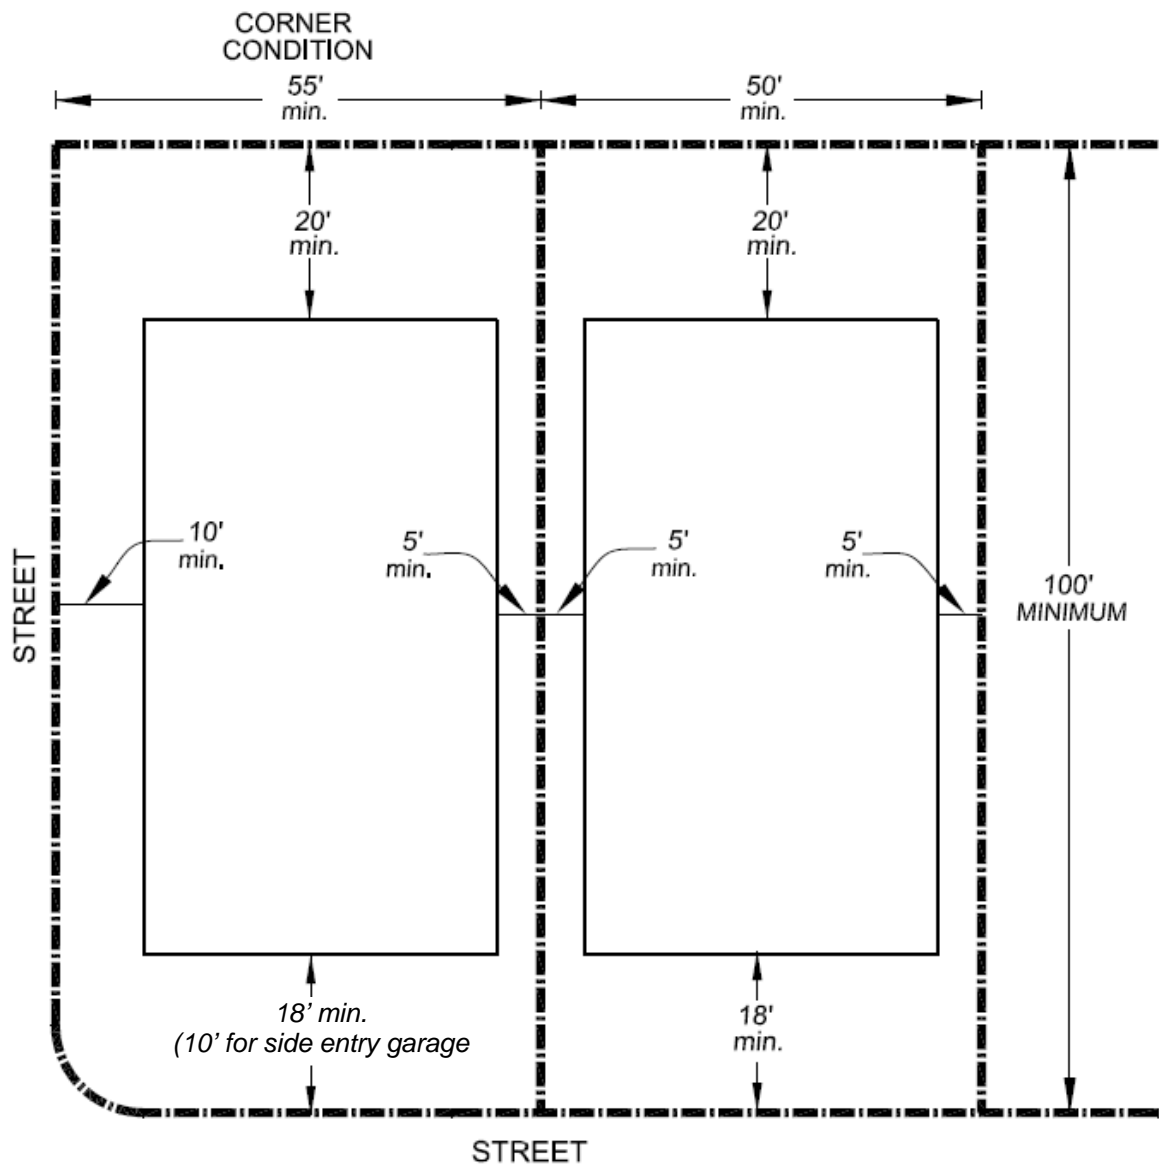 CORNER
CONDITION
55'
min.
50'
min.
20'
min.
20'
min.
10'
min.
5'
min.
5'
min.
5'
min.
100'
MINIMUM
STREET
18' min.
(10' for side entry garage
18'
min.
STREET